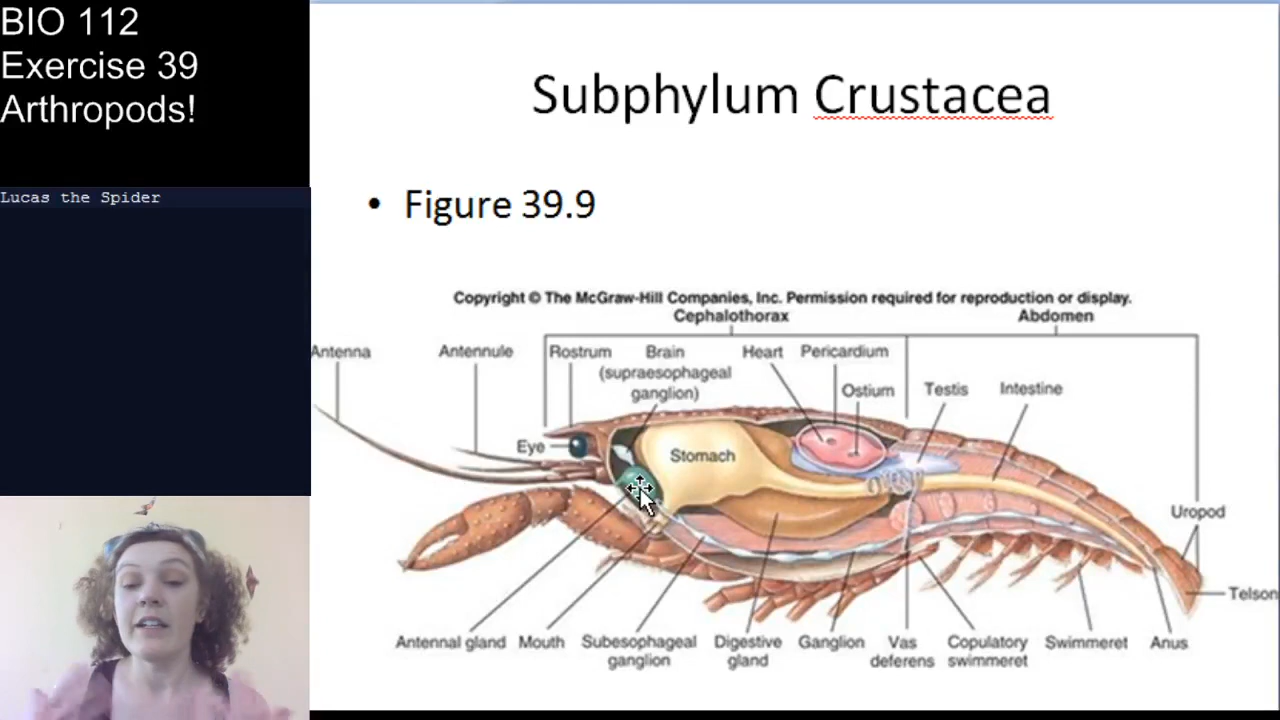 BIO 112
Exercise 39
Arthropods!
Lucas the Spider
Subphylum Crustacea
• Figure 39.9
Copyright © The McGraw-Hill Companies, Inc. Permission required for reproduction or display.
Cephalothorax
Abdomen
Antenna
Antennule
Rostrum
Brain
(supraesophageal
ganglion)
Heart
Pericardium
Ostium
Testis
Intestine
Eye
Stomach
Uropod
Telson
Antennal gland
Mouth
Subesophageal
ganglion
Digestive
gland
Ganglion
Vas
deferens
Copulatory
swimmeret
Swimmeret
Anus